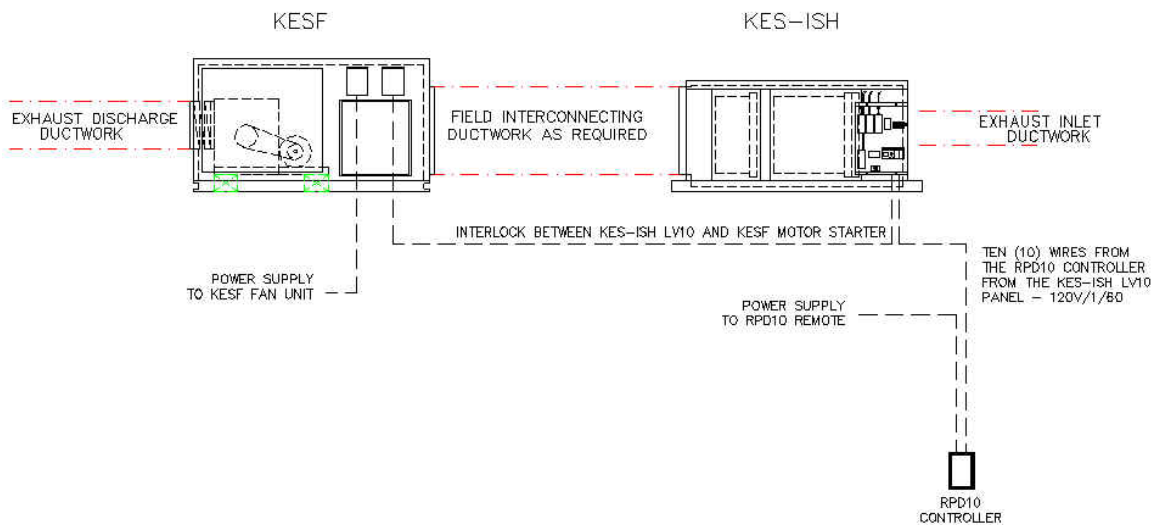 KESF
KES-ISH
EXHAUST DISCHARGE
DUCTWORK
FIELD INTERCONNECTING
DUCTWORK AS REQUIRED
EXHAUST INLET
DUCTWORK
INTERLOCK BETWEEN KES-ISH LV10 AND KESF MOTOR STARTER
POWER SUPPLY
TO KESF FAN UNIT
TEN (10) WIRES FROM
THE RPD10 CONTROLLER
FROM THE KES-ISH LV10
PANEL - 120V/1/60
POWER SUPPLY
TO RPD10 REMOTE
RPD10
CONTROLLER